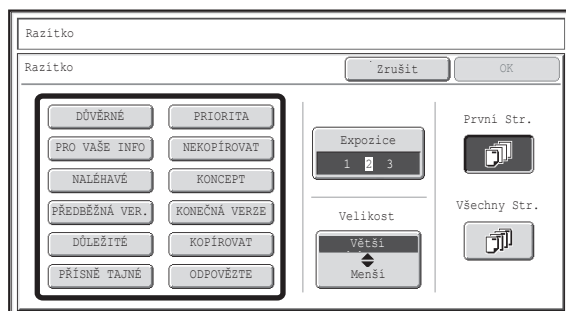 Razítko
Razítko
Zrušit
OK
DŮVĚRNÉ PRIORITA
PRO VAŠE INFO NEKOPÍROVAT
NALÉHAVÉ KONCEPT
PŘEDBĚŽNÁ VER. KONEČNÁ VERZE
DŮLEŽITÉ KOPÍROVAT
PŘÍSNĚ TAJNÉ ODPOVĚZTE
Expozice
1 2 3
Velikost
Větší
Menší
První Str.
Všechny Str.